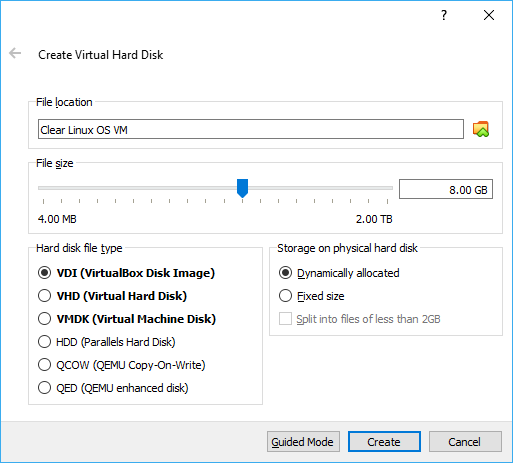 ?
Create Virtual Hard Disk
File location
Clear Linux OS VM
File size
8.00 GB
4.00 MB 2.00 TB
Hard disk file type
VDI (VirtualBox Disk Image)
VHD (Virtual Hard Disk)
VMDK (Virtual Machine Disk)
HDD (Parallels Hard Disk)
QCOW (QEMU Copy-On-Write)
QED (QEMU enhanced disk)
Storage on physical hard disk
Dynamically allocated
Fixed size
Split into files of less than 2GB
Guided Mode Create Cancel